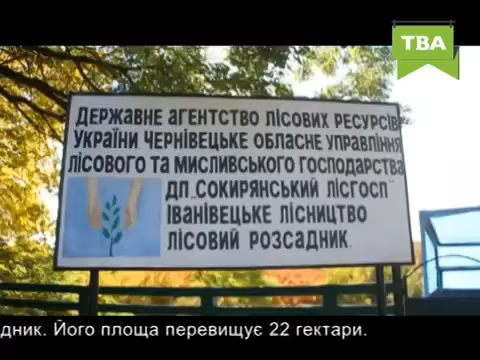 ТВА
ДЕРЖАВНЕ АГЕНТСТВО ЛІСОВИХ РЕСУРСІВ
УКРАЇНИ ЧЕРНІВЕЦЬКЕ ОБЛАСНЕ УПРАВЛІННЯ
ЛІСОВОГО ТА МИСЛИВСЬКОГО ГОСПОДАРСТВА
ДП „СОКИРЯНСЬКИЙ ЛІСГОСП"
ІВАНІВЕЦЬКЕ ЛІСНИЦТВО
ЛІСОВИЙ РОЗСАДНИК.
дник. Його площа перевищує 22 гектари.